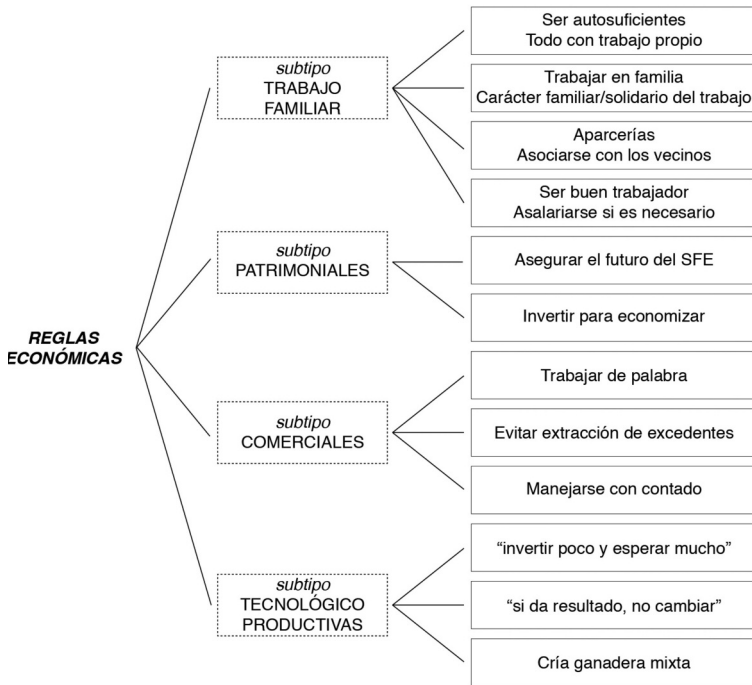 Ser autosuficientes
Todo con trabajo propio
subtipo
TRABAJO
FAMILIAR
Trabajar en familia
Carácter familiar/solidario del trabajo
Aparcerías
Asociarse con los vecinos
Ser buen trabajador
Asalariarse si es necesario
subtipo
PATRIMONIALES
Asegurar el futuro del SFE
Invertir para economizar
REGLAS
ECONÓMICAS
subtipo
COMERCIALES
Trabajar de palabra
Evitar extracción de excedentes
Manejarse con contado
subtipo
TECNOLÓGICO
PRODUCTIVAS
“invertir poco y esperar mucho”
“si da resultado, no cambiar”
Cría ganadera mixta